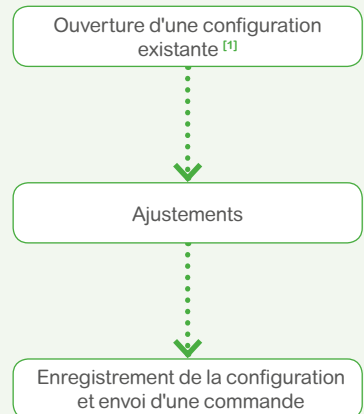 Ouverture d'une configuration
existante [1]
Ajustements
Enregistrement de la configuration
et envoi d'une commande